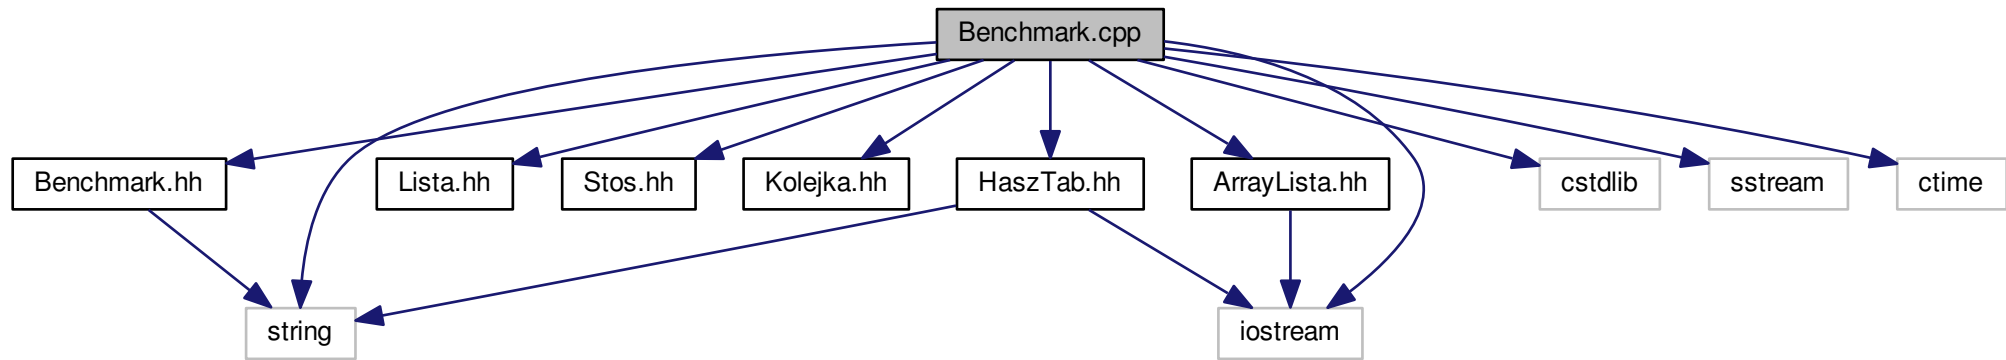 Benchmark.cpp
Benchmark.hh
Lista.hh
Stos.hh
Kolejka.hh
HaszTab.hh
ArrayLista.hh
cstdlib
sstream
ctime
string
iostream